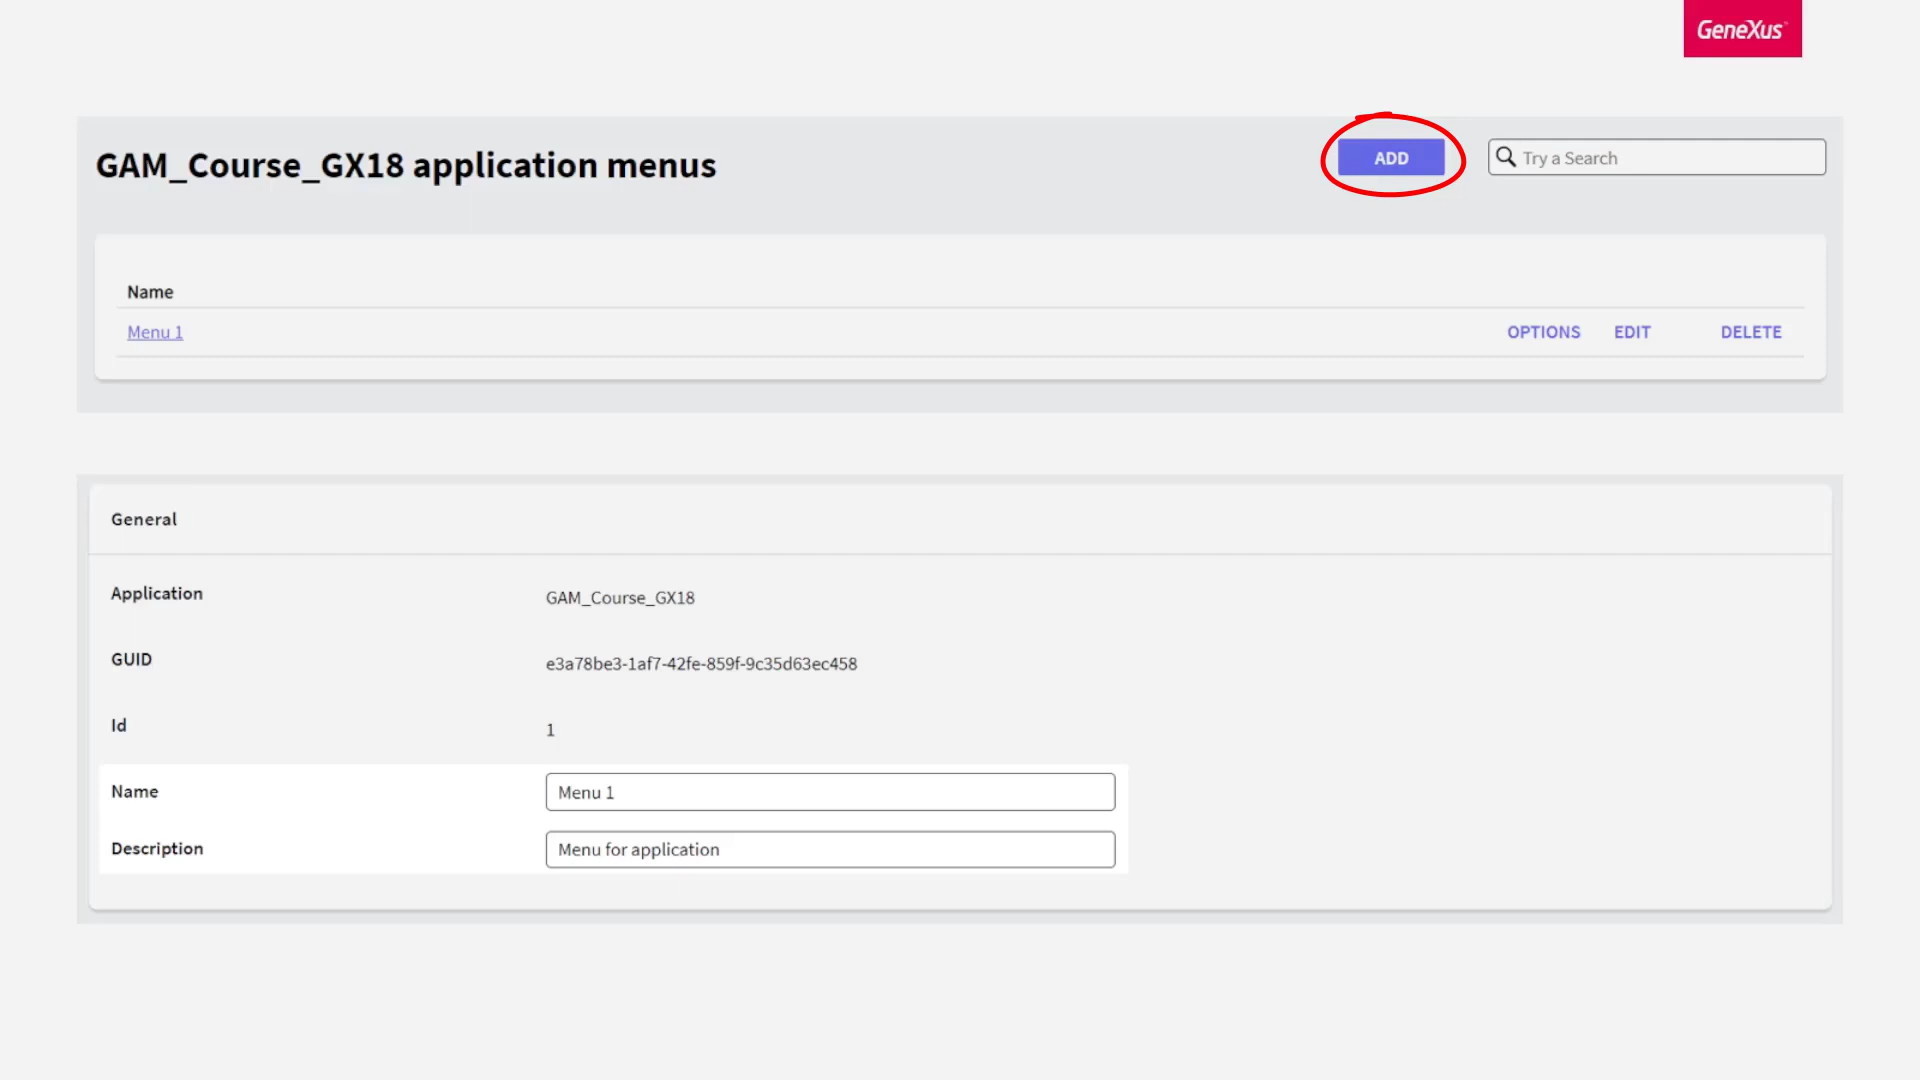 GeneXus
GAM_Course_GX18 application menus
ADD
Try a Search
Name
Menu 1
OPTIONS
EDIT
DELETE
General
Application
GAM_Course_GX18
GUID
e3a78be3-1af7-42fe-859f-9c35d63ec458
Id
1
Name
Menu 1
Description
Menu for application